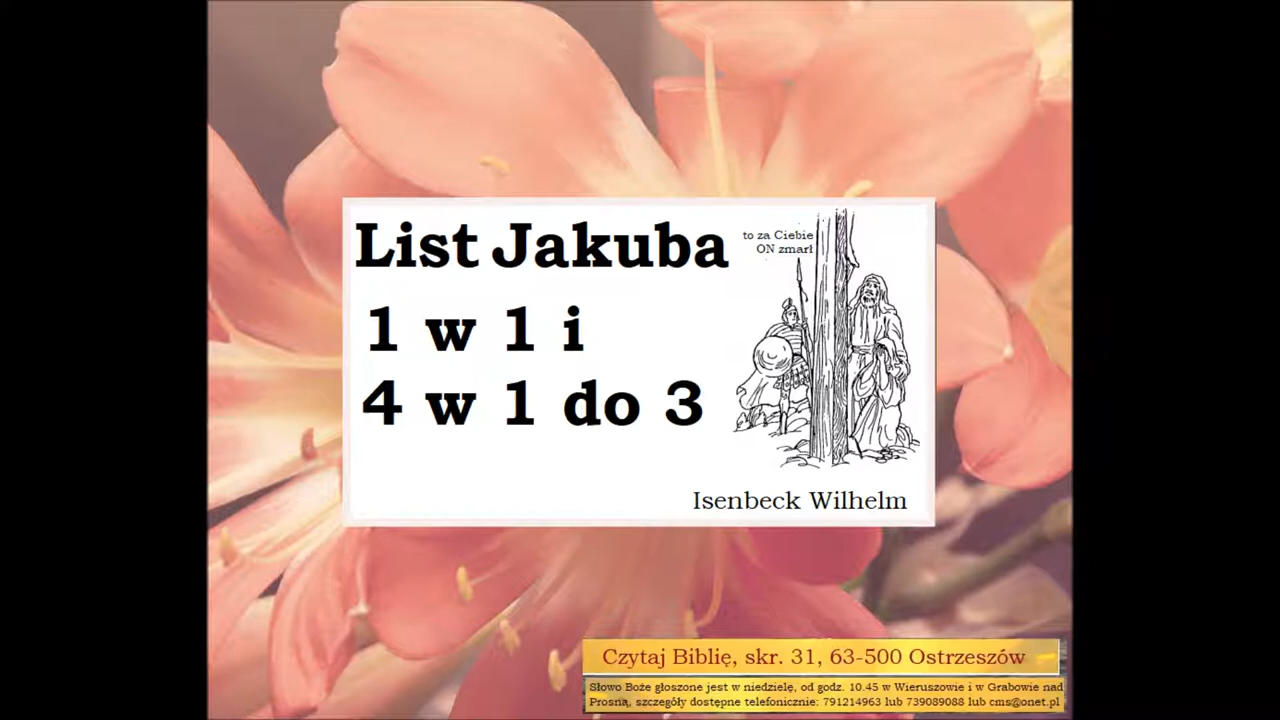 List Jakuba
to za Ciebie
ON zmarł
1 w 1 i
4 w 1 do 3
Isenbeck Wilhelm
Czytaj Biblię, skr. 31, 63-500 Ostrzeszów
Słowo Boże głoszone jest w niedzielę, od godz. 10.45 w Wieruszowie i w Grabowie nad
Prosną, szczegóły dostępne telefonicznie: 791214963 lub 739089088 lub cms@onet.pl